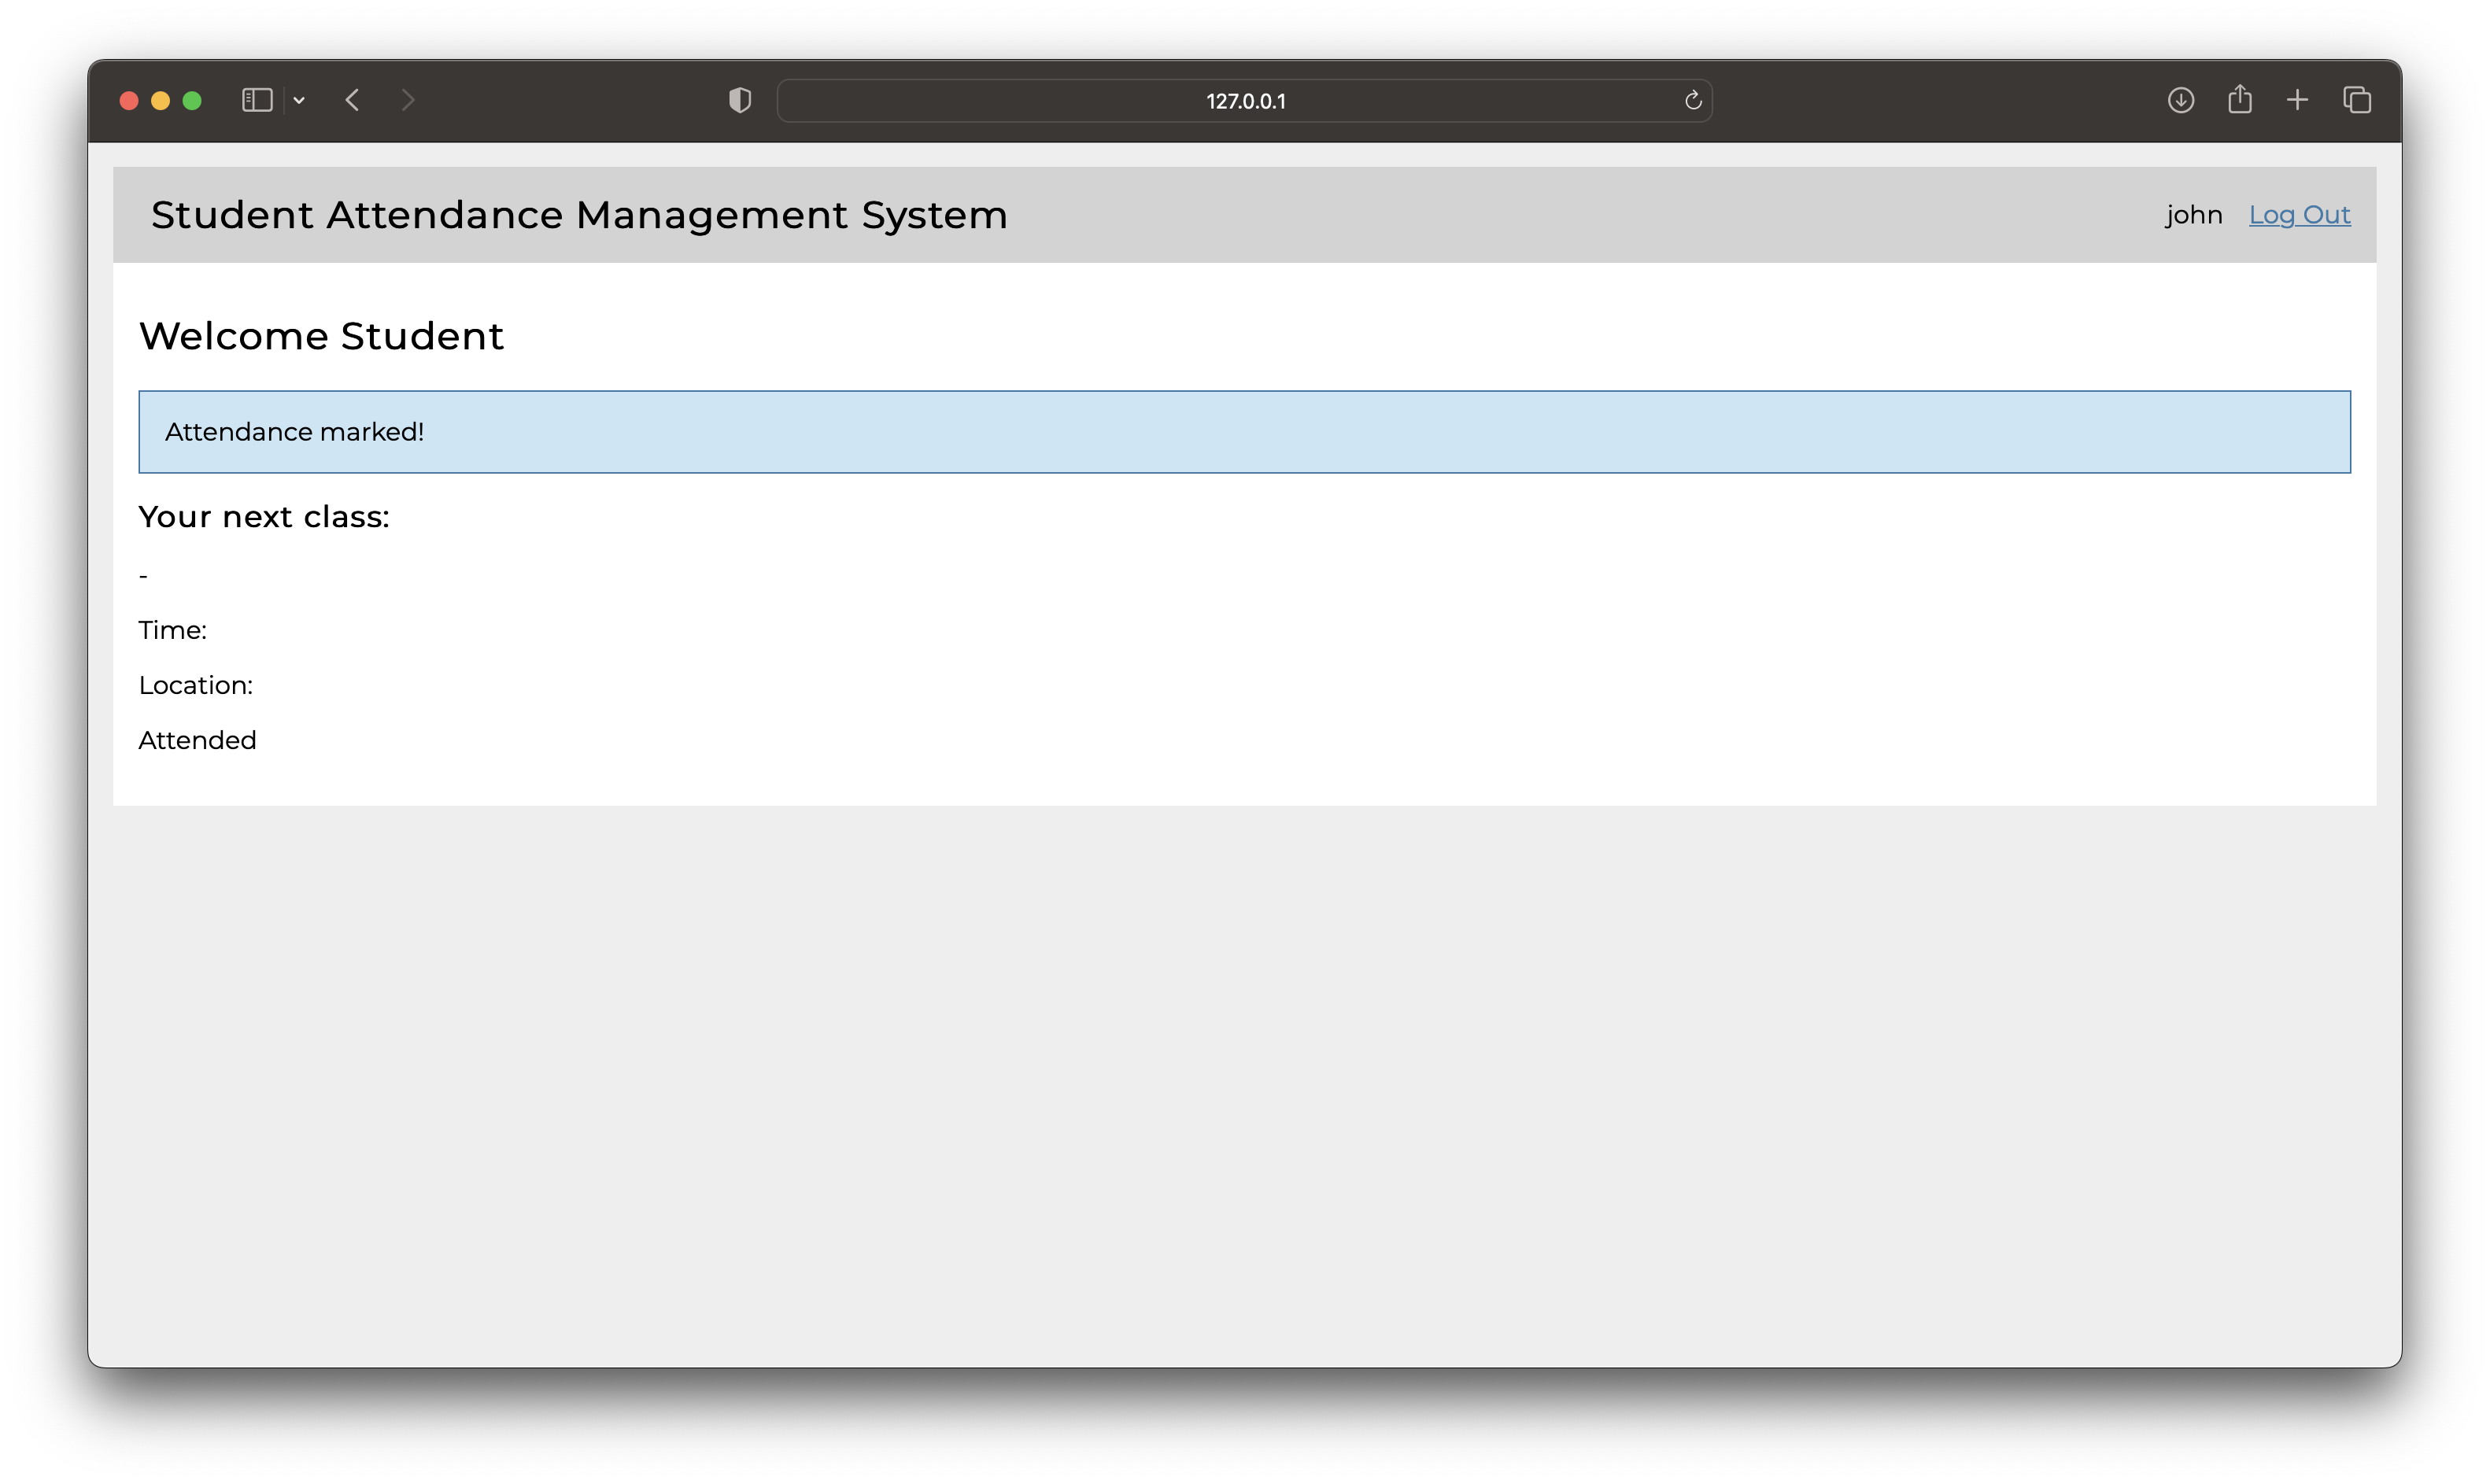 127.0.0.1
Student Attendance Management System
john Log Out
Welcome Student
Attendance marked!
Your next class:
-
Time:
Location:
Attended